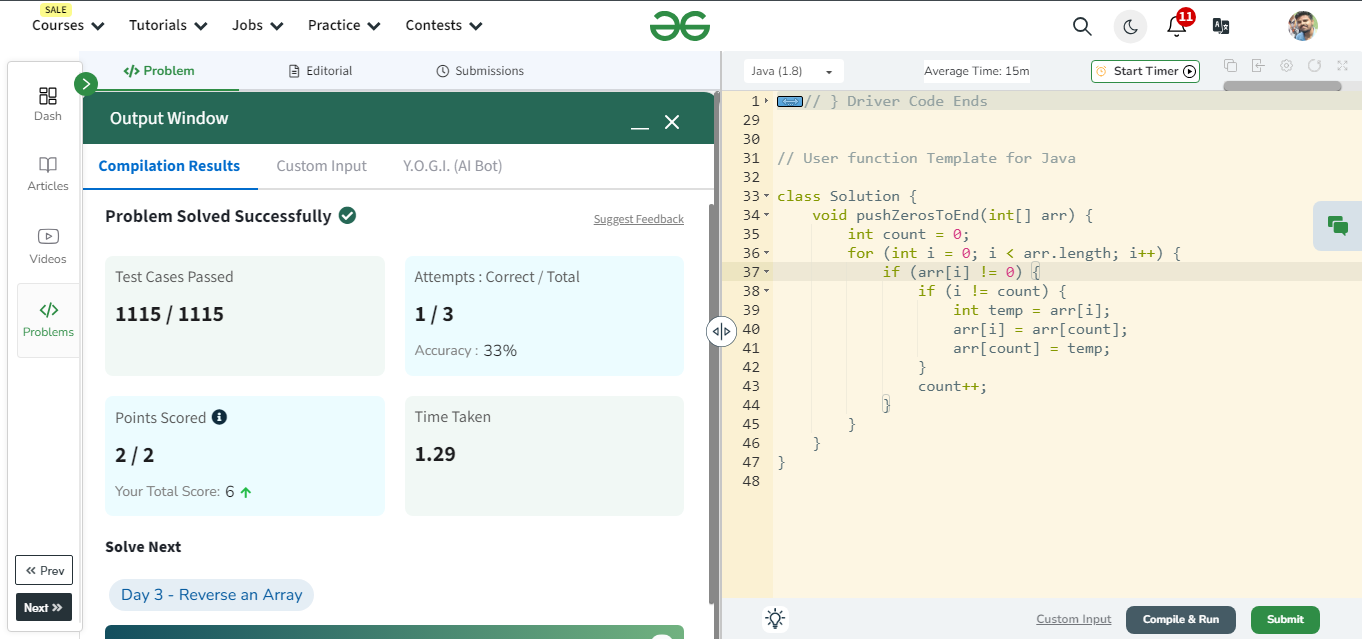 SALE
Courses Tutorials Jobs Practice Contests
11
Problem Editorial Submissions
Java (1.8) Average Time: 15m Start Timer
Dash
Articles
Videos
Problems
Prev
Next
Output Window
Compilation Results Custom Input Y.O.G.I. (AI Bot)
Problem Solved Successfully Suggest Feedback
Test Cases Passed
1115 / 1115
Attempts : Correct / Total
1 / 3
Accuracy : 33%
Points Scored
2 / 2
Your Total Score: 6
Time Taken
1.29
Solve Next
Day 3 - Reverse an Array
1 // } Driver Code Ends
29
30
31 // User function Template for Java
32
33 class Solution {
34 void pushZerosToEnd(int[] arr) {
35 int count = 0;
36 for (int i = 0; i < arr.length; i++) {
37 if (arr[i] != 0) {
38 if (i != count) {
39 int temp = arr[i];
40 arr[i] = arr[count];
41 arr[count] = temp;
42 }
43 count++;
44 }
45 }
46 }
47 }
48
Custom Input Compile & Run Submit